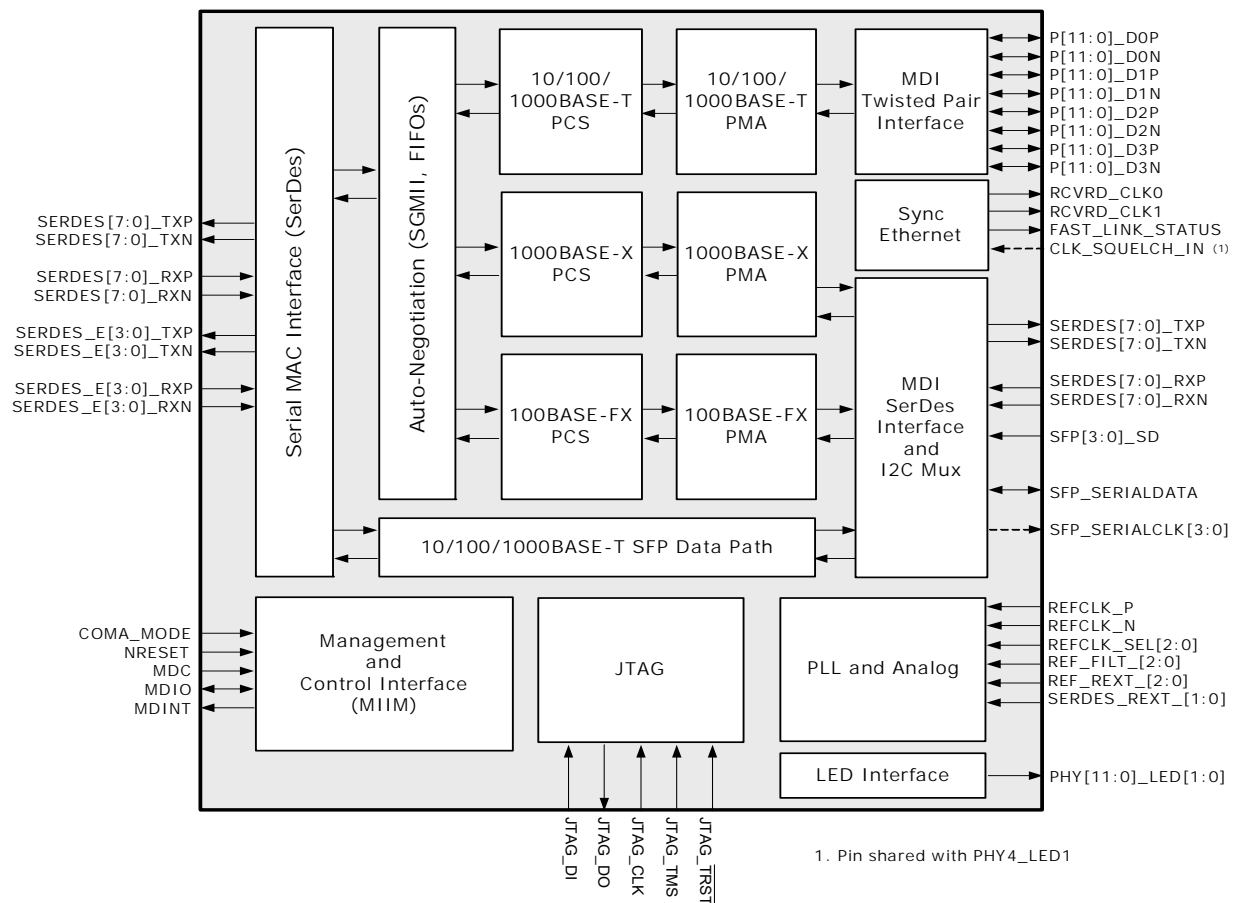 SERDES[7:0]_TXP
SERDES[7:0]_TXN
SERDES[7:0]_RXP
SERDES[7:0]_RXN
SERDES_E[3:0]_TXP
SERDES_E[3:0]_TXN
SERDES_E[3:0]_RXP
SERDES_E[3:0]_RXN
COMA_MODE
NRESET
MDC
MDIO
MDINT
Serial MAC Interface (SerDes)
Auto-Negotiation (SGMII, FIFOs)
10/100/
1000BASE-T
PCS
10/100/
1000BASE-T
PMA
MDI
Twisted Pair
Interface
1000BASE-X
PCS
1000BASE-X
PMA
Sync
Ethernet
100BASE-FX
PCS
100BASE-FX
PMA
MDI
SerDes
Interface
and
I2C Mux
10/100/1000BASE-T SFP Data Path
Management
and
Control Interface
(MIIM)
JTAG
PLL and Analog
LED Interface
P[11:0]_D0P
P[11:0]_D0N
P[11:0]_D1P
P[11:0]_D1N
P[11:0]_D2P
P[11:0]_D2N
P[11:0]_D3P
P[11:0]_D3N
RCVRD_CLK0
RCVRD_CLK1
FAST_LINK_STATUS
CLK_SQUELCH_IN (1)
SERDES[7:0]_TXP
SERDES[7:0]_TXN
SERDES[7:0]_RXP
SERDES[7:0]_RXN
SFP[3:0]_SD
SFP_SERIALDATA
SFP_SERIALCLK[3:0]
REFCLK_P
REFCLK_N
REFCLK_SEL[2:0]
REF_FILT_[2:0]
REF_REXT_[2:0]
SERDES_REXT_[1:0]
PHY[11:0]_LED[1:0]
JTAG_DI
JTAG_DO
JTAG_CLK
JTAG_TMS
JTAG_TRST
1. Pin shared with PHY4_LED1